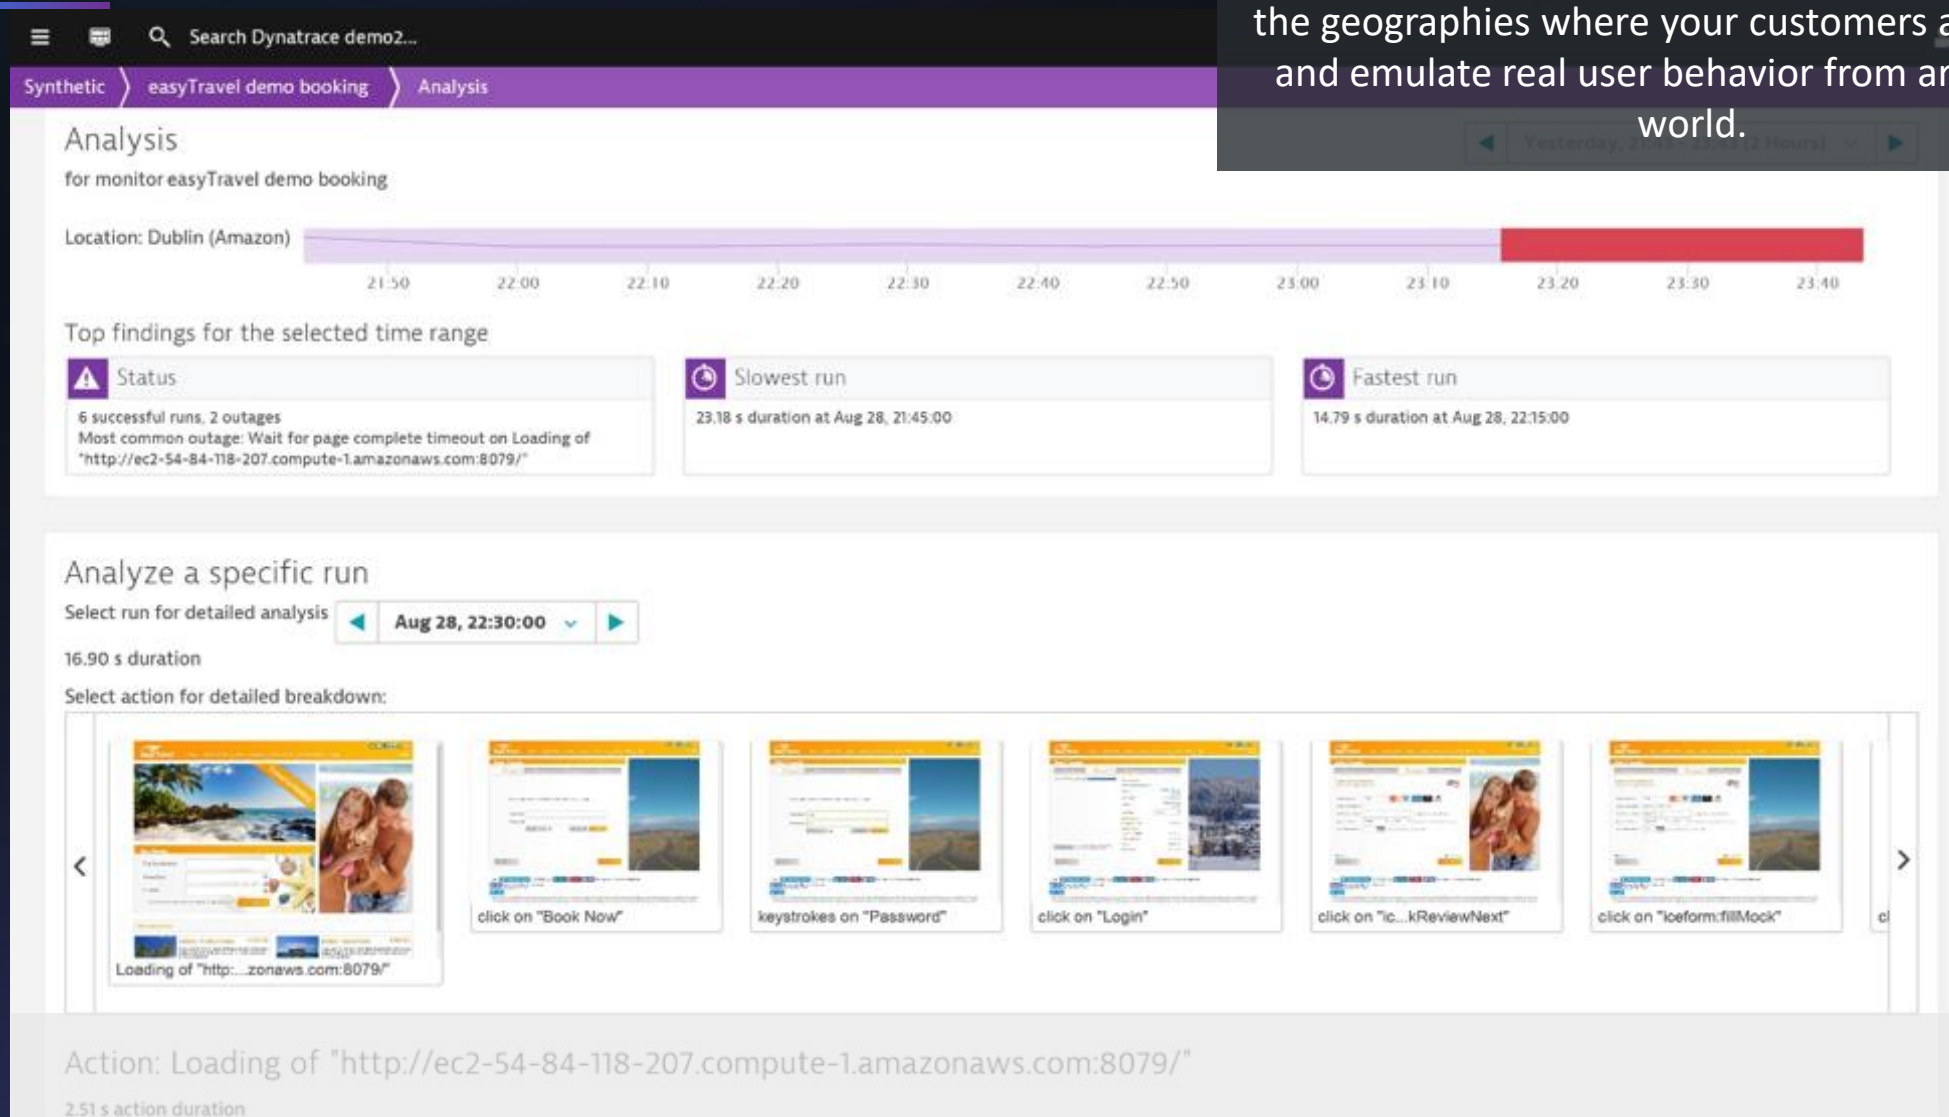 the geographies where your customers a
and emulate real user behavior from ar
world.
Search Dynatrace demo2...
Synthetic
easyTravel demo booking
Analysis
Analysis
Yesterday, 21:43 - 23:43 (2 Hours)
for monitor easyTravel demo booking
Location: Dublin (Amazon)
21:50 22:00 22:10 22:20 22:30 22:40 22:50 23:00 23:10 23:20 23:30 23:40
Top findings for the selected time range
Status
6 successful runs, 2 outages
Most common outage: Wait for page complete timeout on Loading of
"http://ec2-54-84-118-207.compute-1.amazonaws.com:8079/"
Slowest run
23.18 s duration at Aug 28, 21:45:00
Fastest run
14.79 s duration at Aug 28, 22:15:00
Analyze a specific run
Select run for detailed analysis
Aug 28, 22:30:00
16.90 s duration
Select action for detailed breakdown:
Loading of "http:...zonaws.com:8079/"
click on "Book Now"
keystrokes on "Password"
click on "Login"
click on "ic...kReviewNext"
click on "iceform:fillMock"
cl
Action: Loading of "http://ec2-54-84-118-207.compute-1.amazonaws.com:8079/"
2.51 s action duration